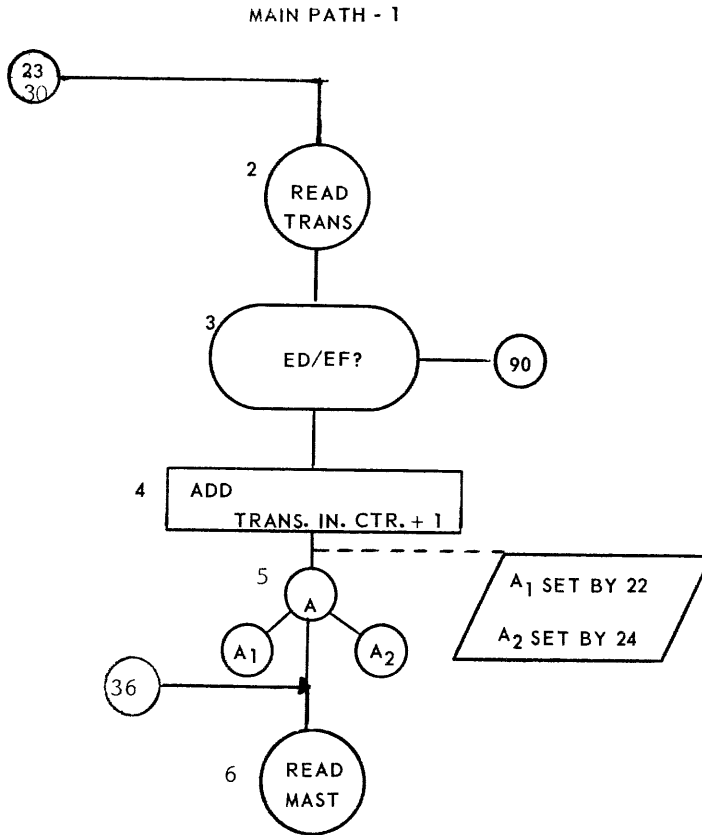 MAIN PATH - 1
23
30
2
READ
TRANS
3
ED/EF?
90
4
ADD
TRANS. IN. CTR. + 1
5
A
A1 SET BY 22
A1
A2
A2 SET BY 24
36
6
READ
MAST